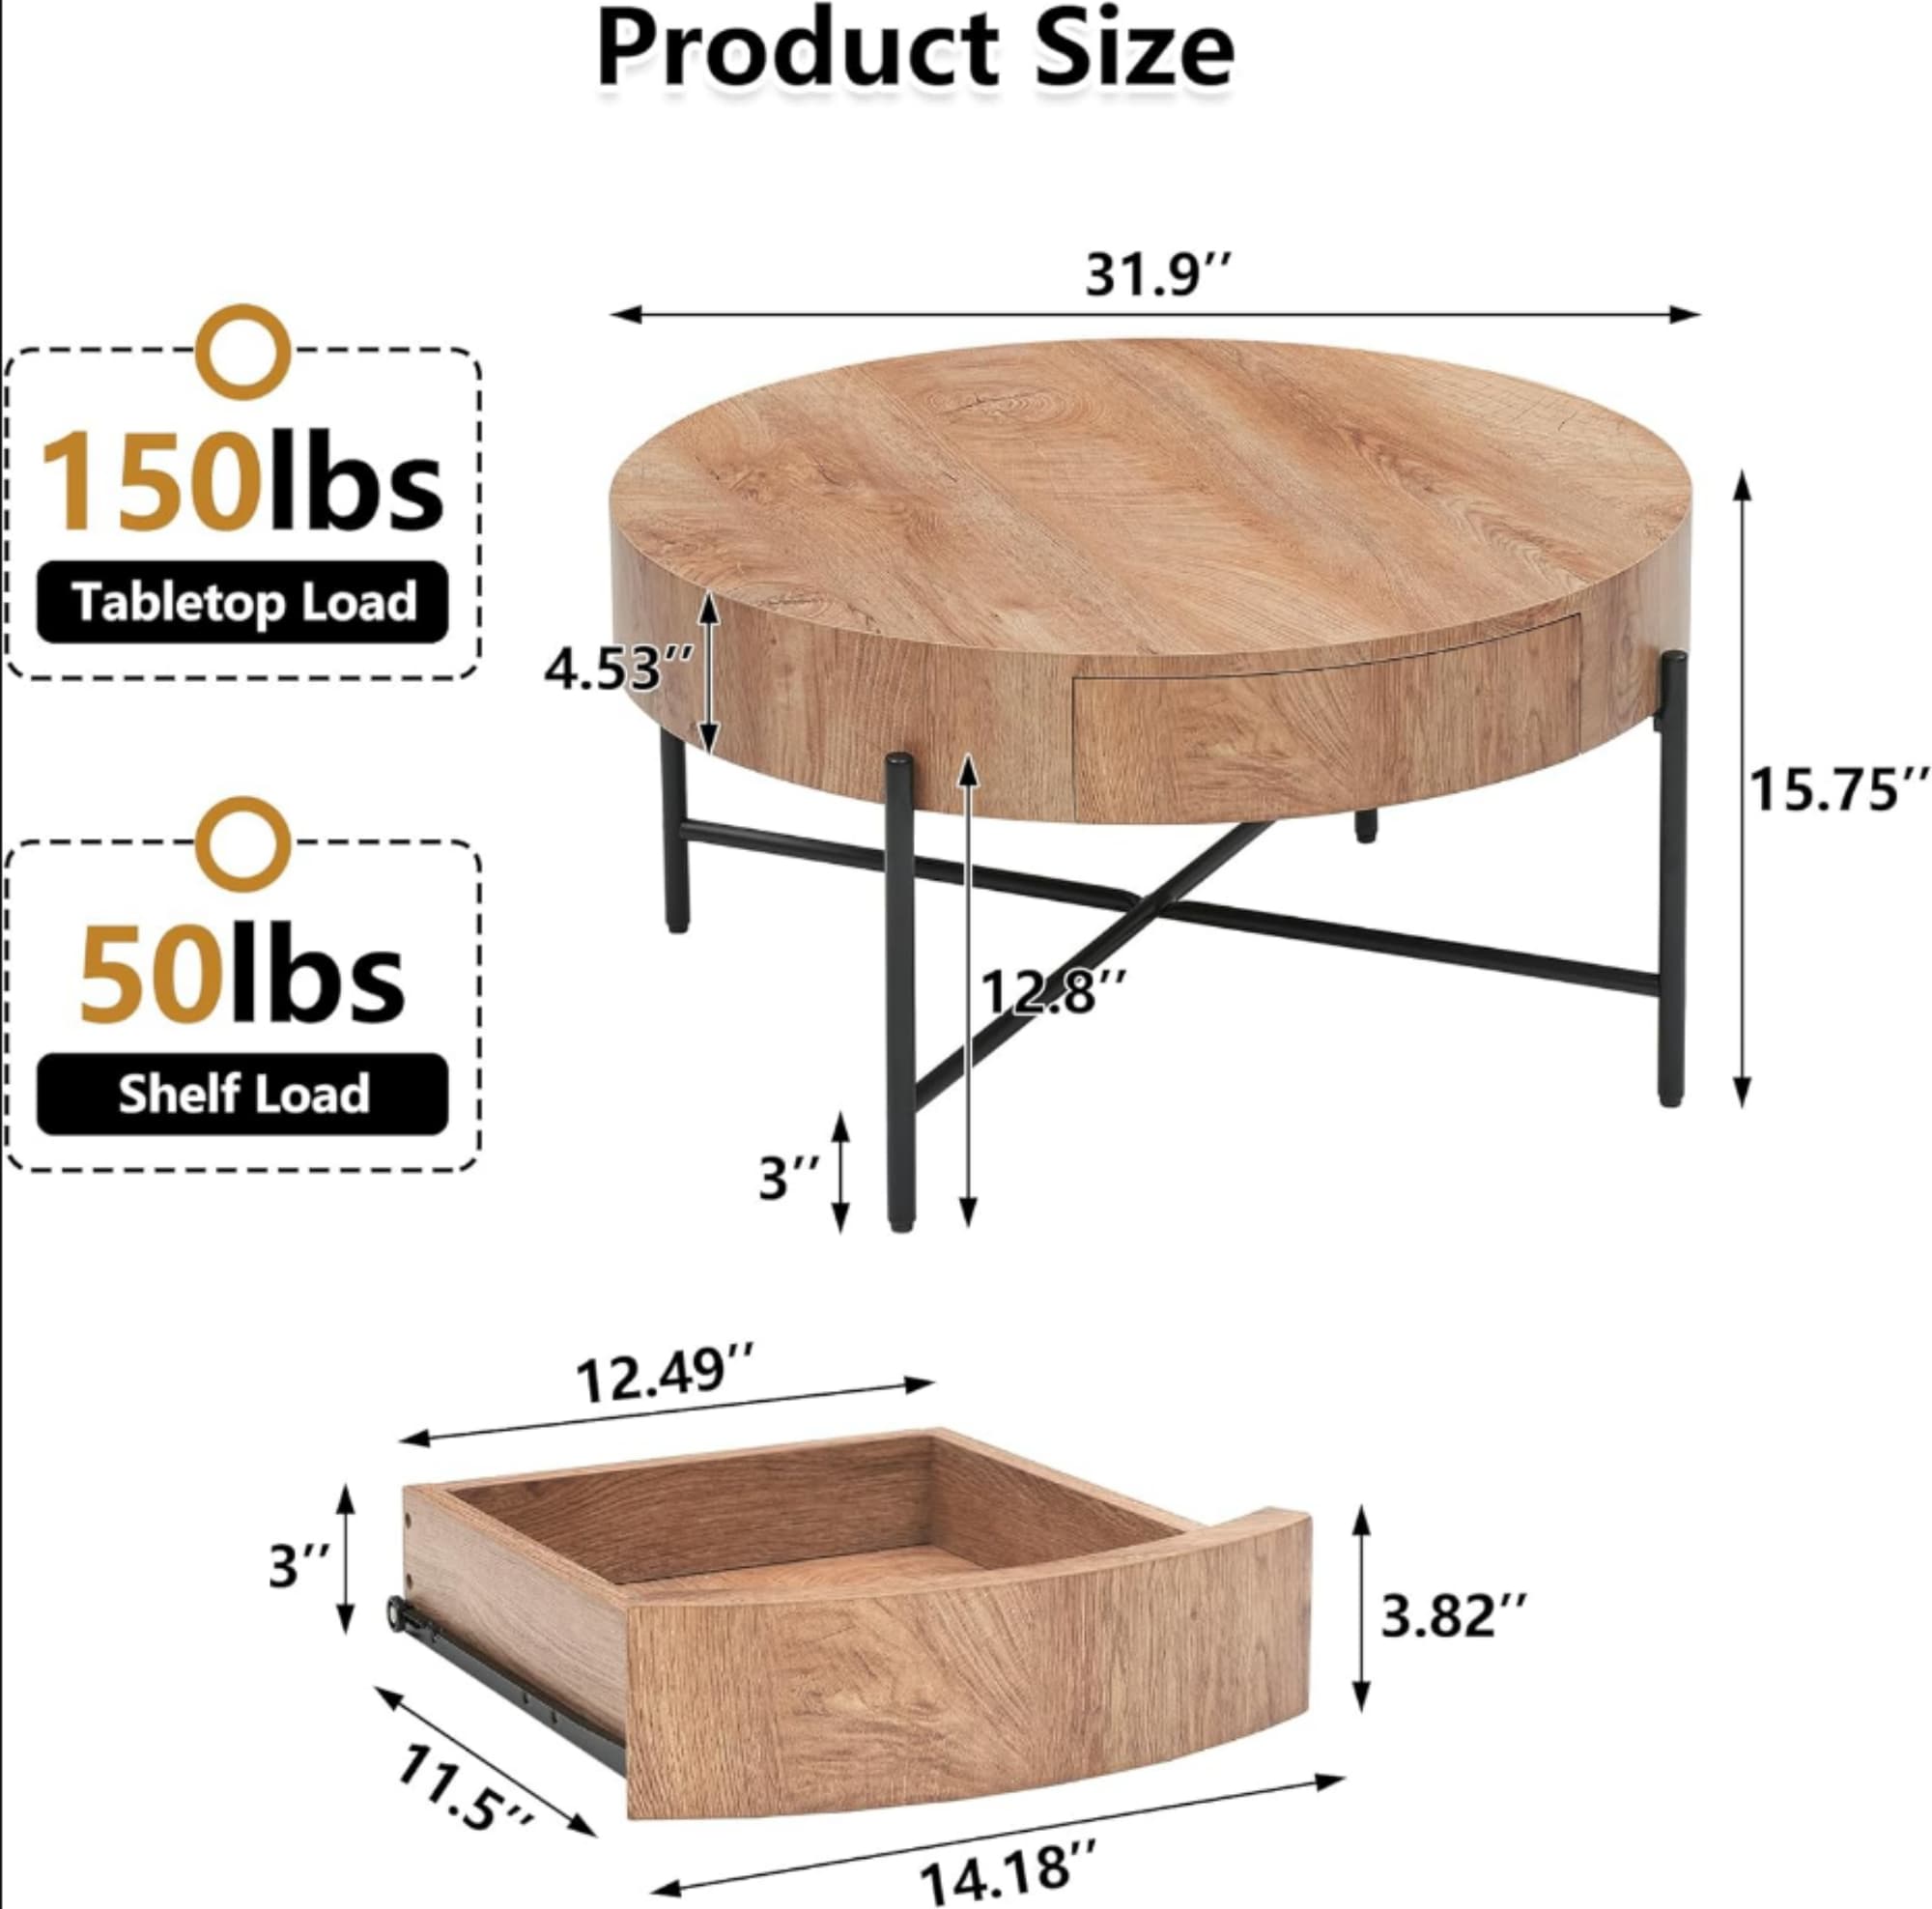 Product Size
31.9’’
150lbs
Tabletop Load
4.53’’
15.75’’
50lbs
Shelf Load
12.8’’
3’’
12.49’’
3’’
3.82’’
11.5’’
14.18’’